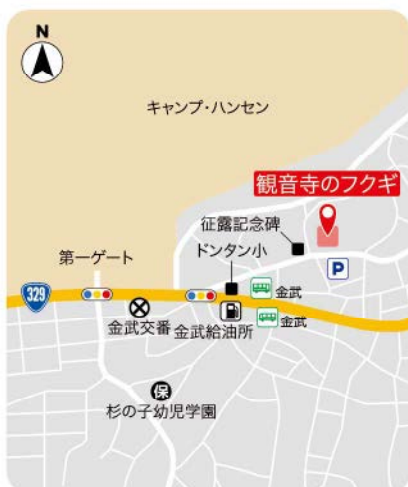 N
キャンプ・ハンセン
観音寺のフクギ
征露記念碑
ドンタン小
第一ゲート
P
329
金武
金武交番
金武給油所
金武
保
杉の子幼児学園